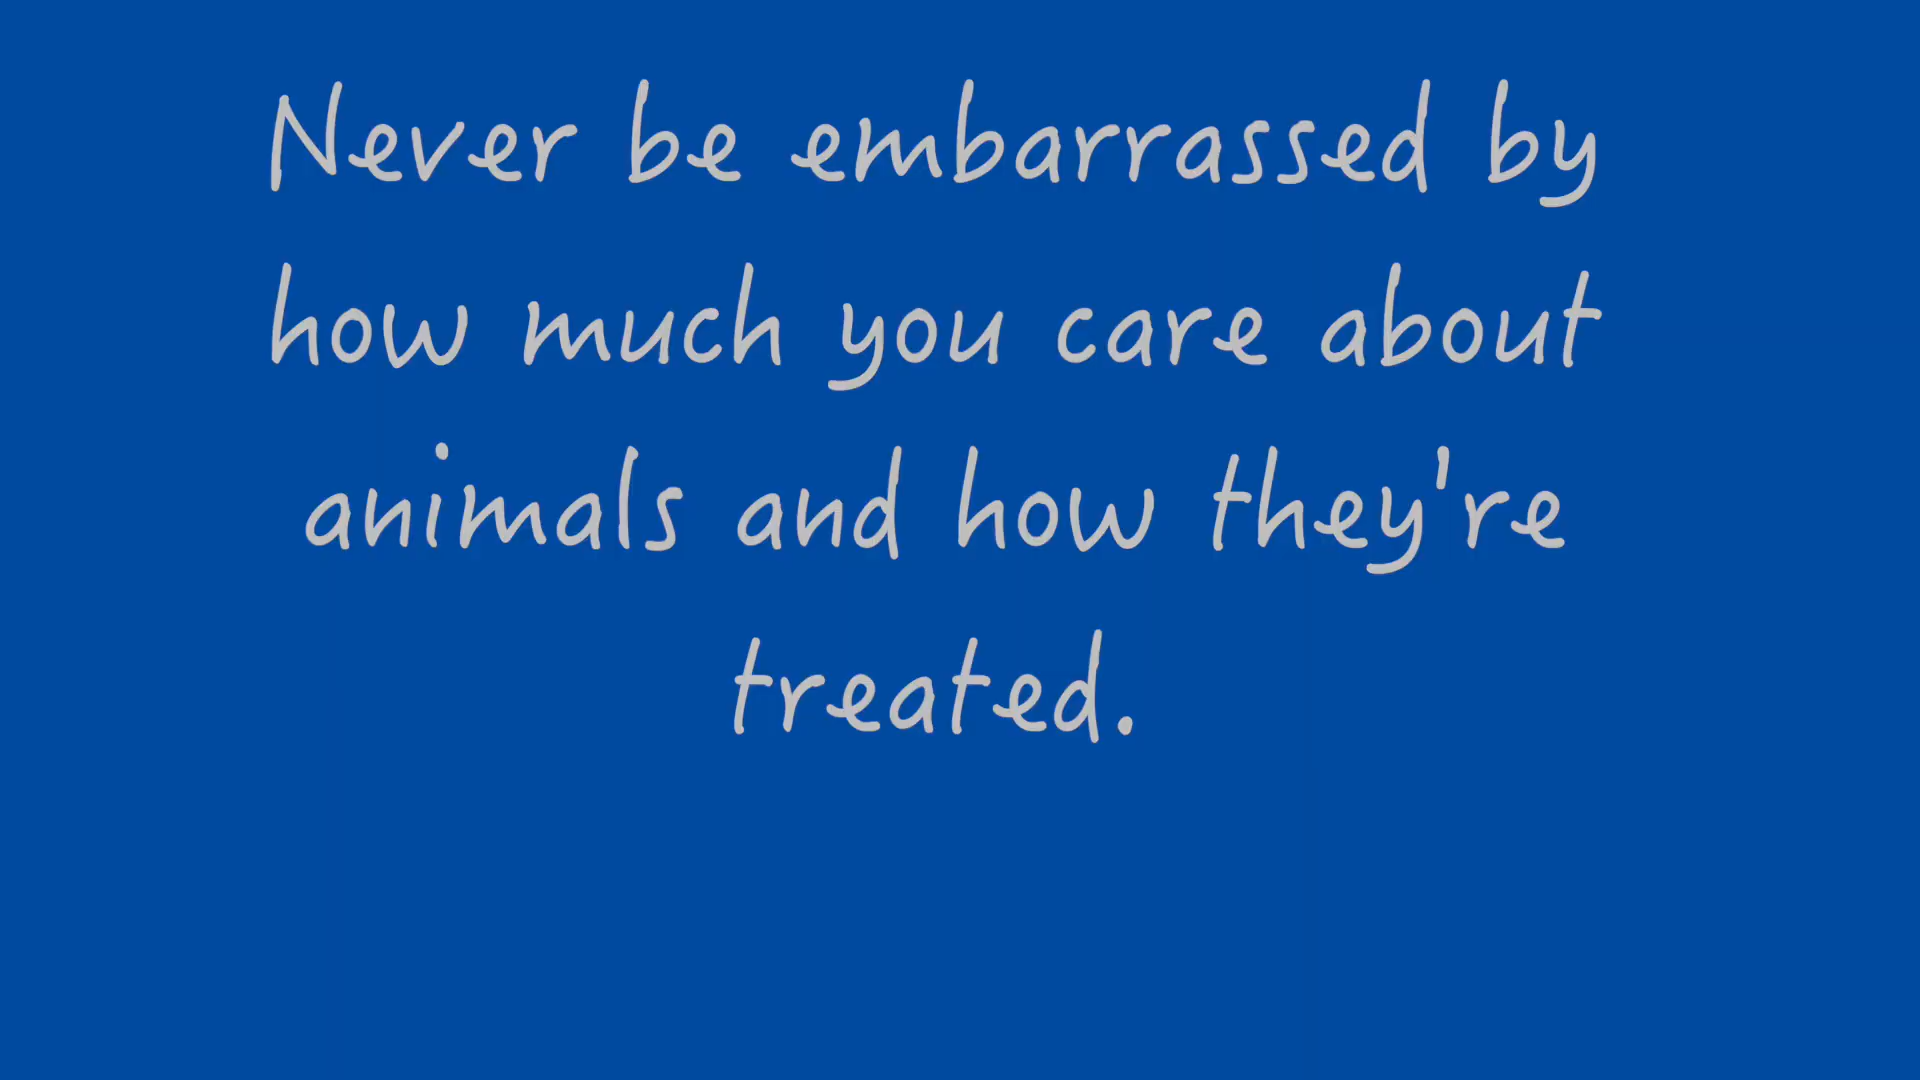 Never be embarrassed by
how much you care about
animals and how they're
treated.